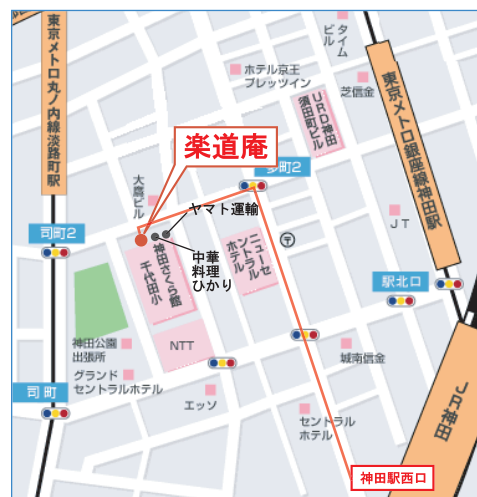 東京メトロ丸ノ内線淡路町駅
タイム
ビル
ホテル京王
プレッツイン
芝信金
URD神田
須田町ビル
東京メトロ銀座線神田駅
楽道庵
多町2
大鷹ビル
ヤマト運輸
JT
司町2
中華
料理
ひかり
神田さくら館
千代田小
ニューセ
ントラル
ホテル
駅北口
神田公園
出張所
NTT
城南信金
グランド
セントラルホテル
司町
エッソ
セントラル
ホテル
JR神田
神田駅西口